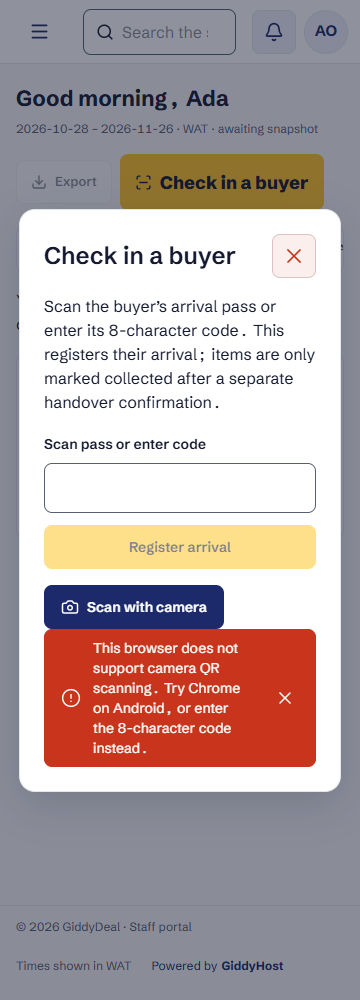 Search the
AO
Good morning, Ada
2026-10-28 – 2026-11-26 · WAT · awaiting snapshot
Export
Check in a buyer
Check in a buyer
Scan the buyer’s arrival pass or
enter its 8-character code. This
registers their arrival; items are only
marked collected after a separate
handover confirmation.
Scan pass or enter code
Register arrival
Scan with camera
This browser does not
support camera QR
scanning. Try Chrome
on Android, or enter
the 8-character code
instead.
© 2026 GiddyDeal · Staff portal
Times shown in WAT Powered by GiddyHost